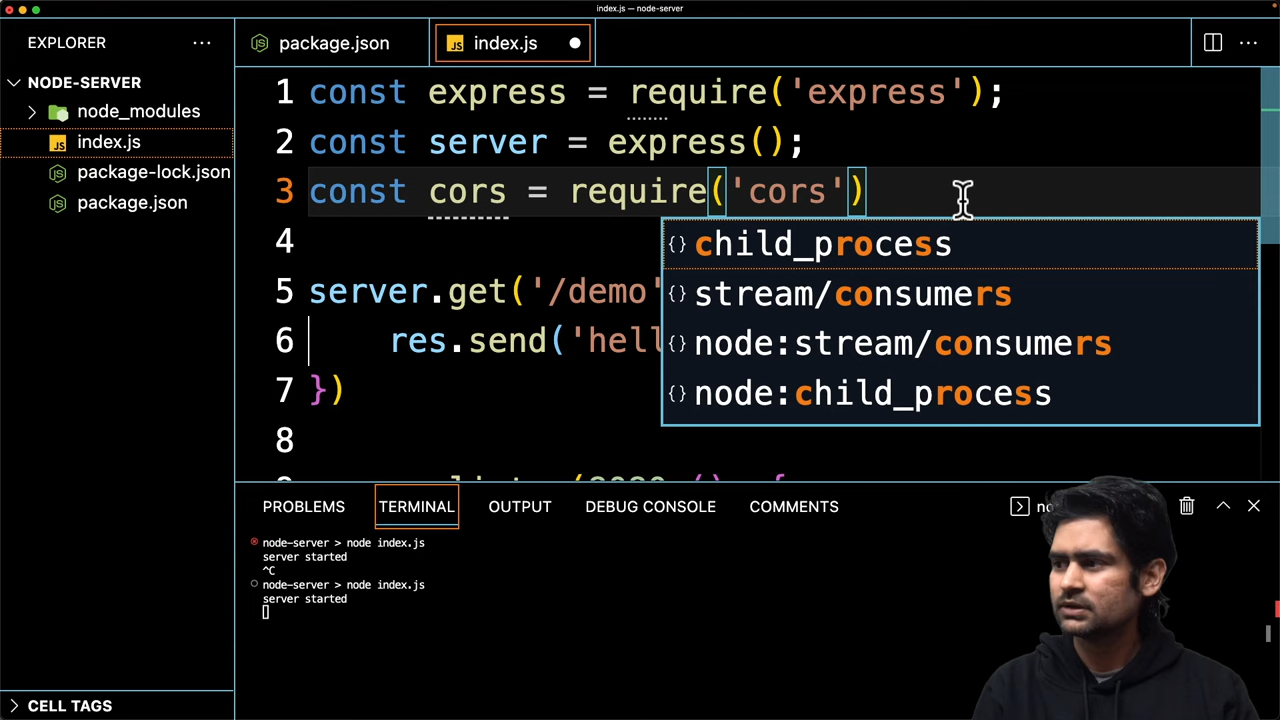 index.js — node-server
EXPLORER
package.json
index.js
NODE-SERVER
node_modules
index.js
package-lock.json
package.json
1 const express = require('express');
2 const server = express();
3 const cors = require('cors')
4
5 server.get('/demo'
6 res.send('hell
7 })
8
child_process
stream/consumers
node:stream/consumers
node:child_process
PROBLEMS
TERMINAL
OUTPUT
DEBUG CONSOLE
COMMENTS
node-server > node index.js
server started
^C
node-server > node index.js
server started
CELL TAGS